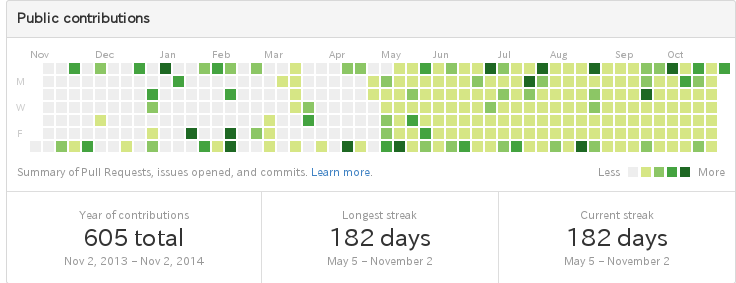 Public contributions
Nov Dec Jan Feb Mar Apr May Jun Jul Aug Sep Oct
M
W
F
Summary of Pull Requests, issues opened, and commits. Learn more. Less More
Year of contributions Longest streak Current streak
605 total 182 days 182 days
Nov 2, 2013 – Nov 2, 2014 May 5 – November 2 May 5 – November 2